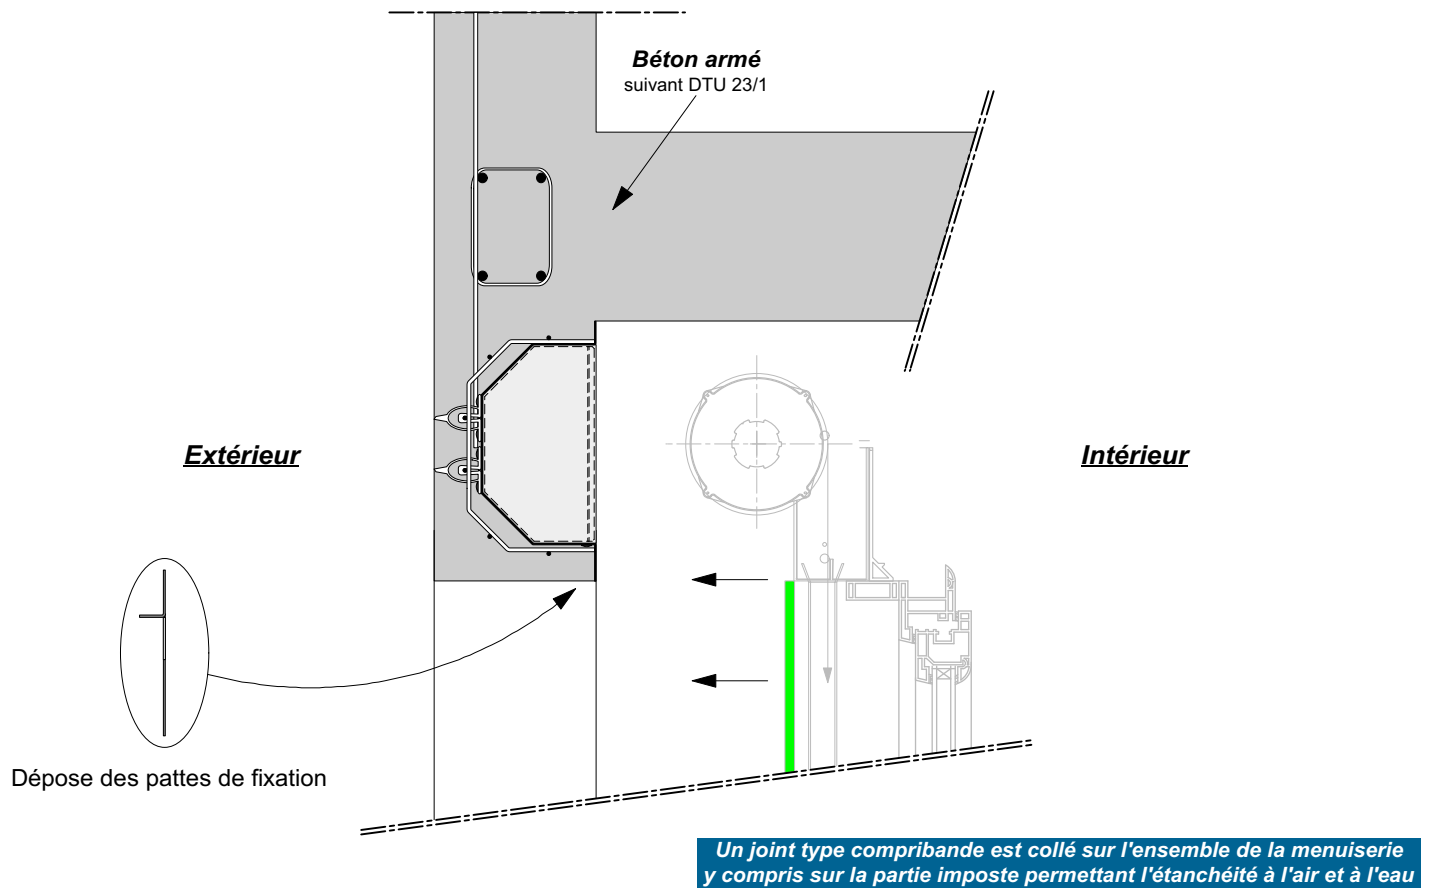 Béton armé
suivant DTU 23/1
Extérieur
Intérieur
Dépose des pattes de fixation
Un joint type compribande est collé sur l'ensemble de la menuiserie
y compris sur la partie imposte permettant l'étanchéité à l'air et à l'eau